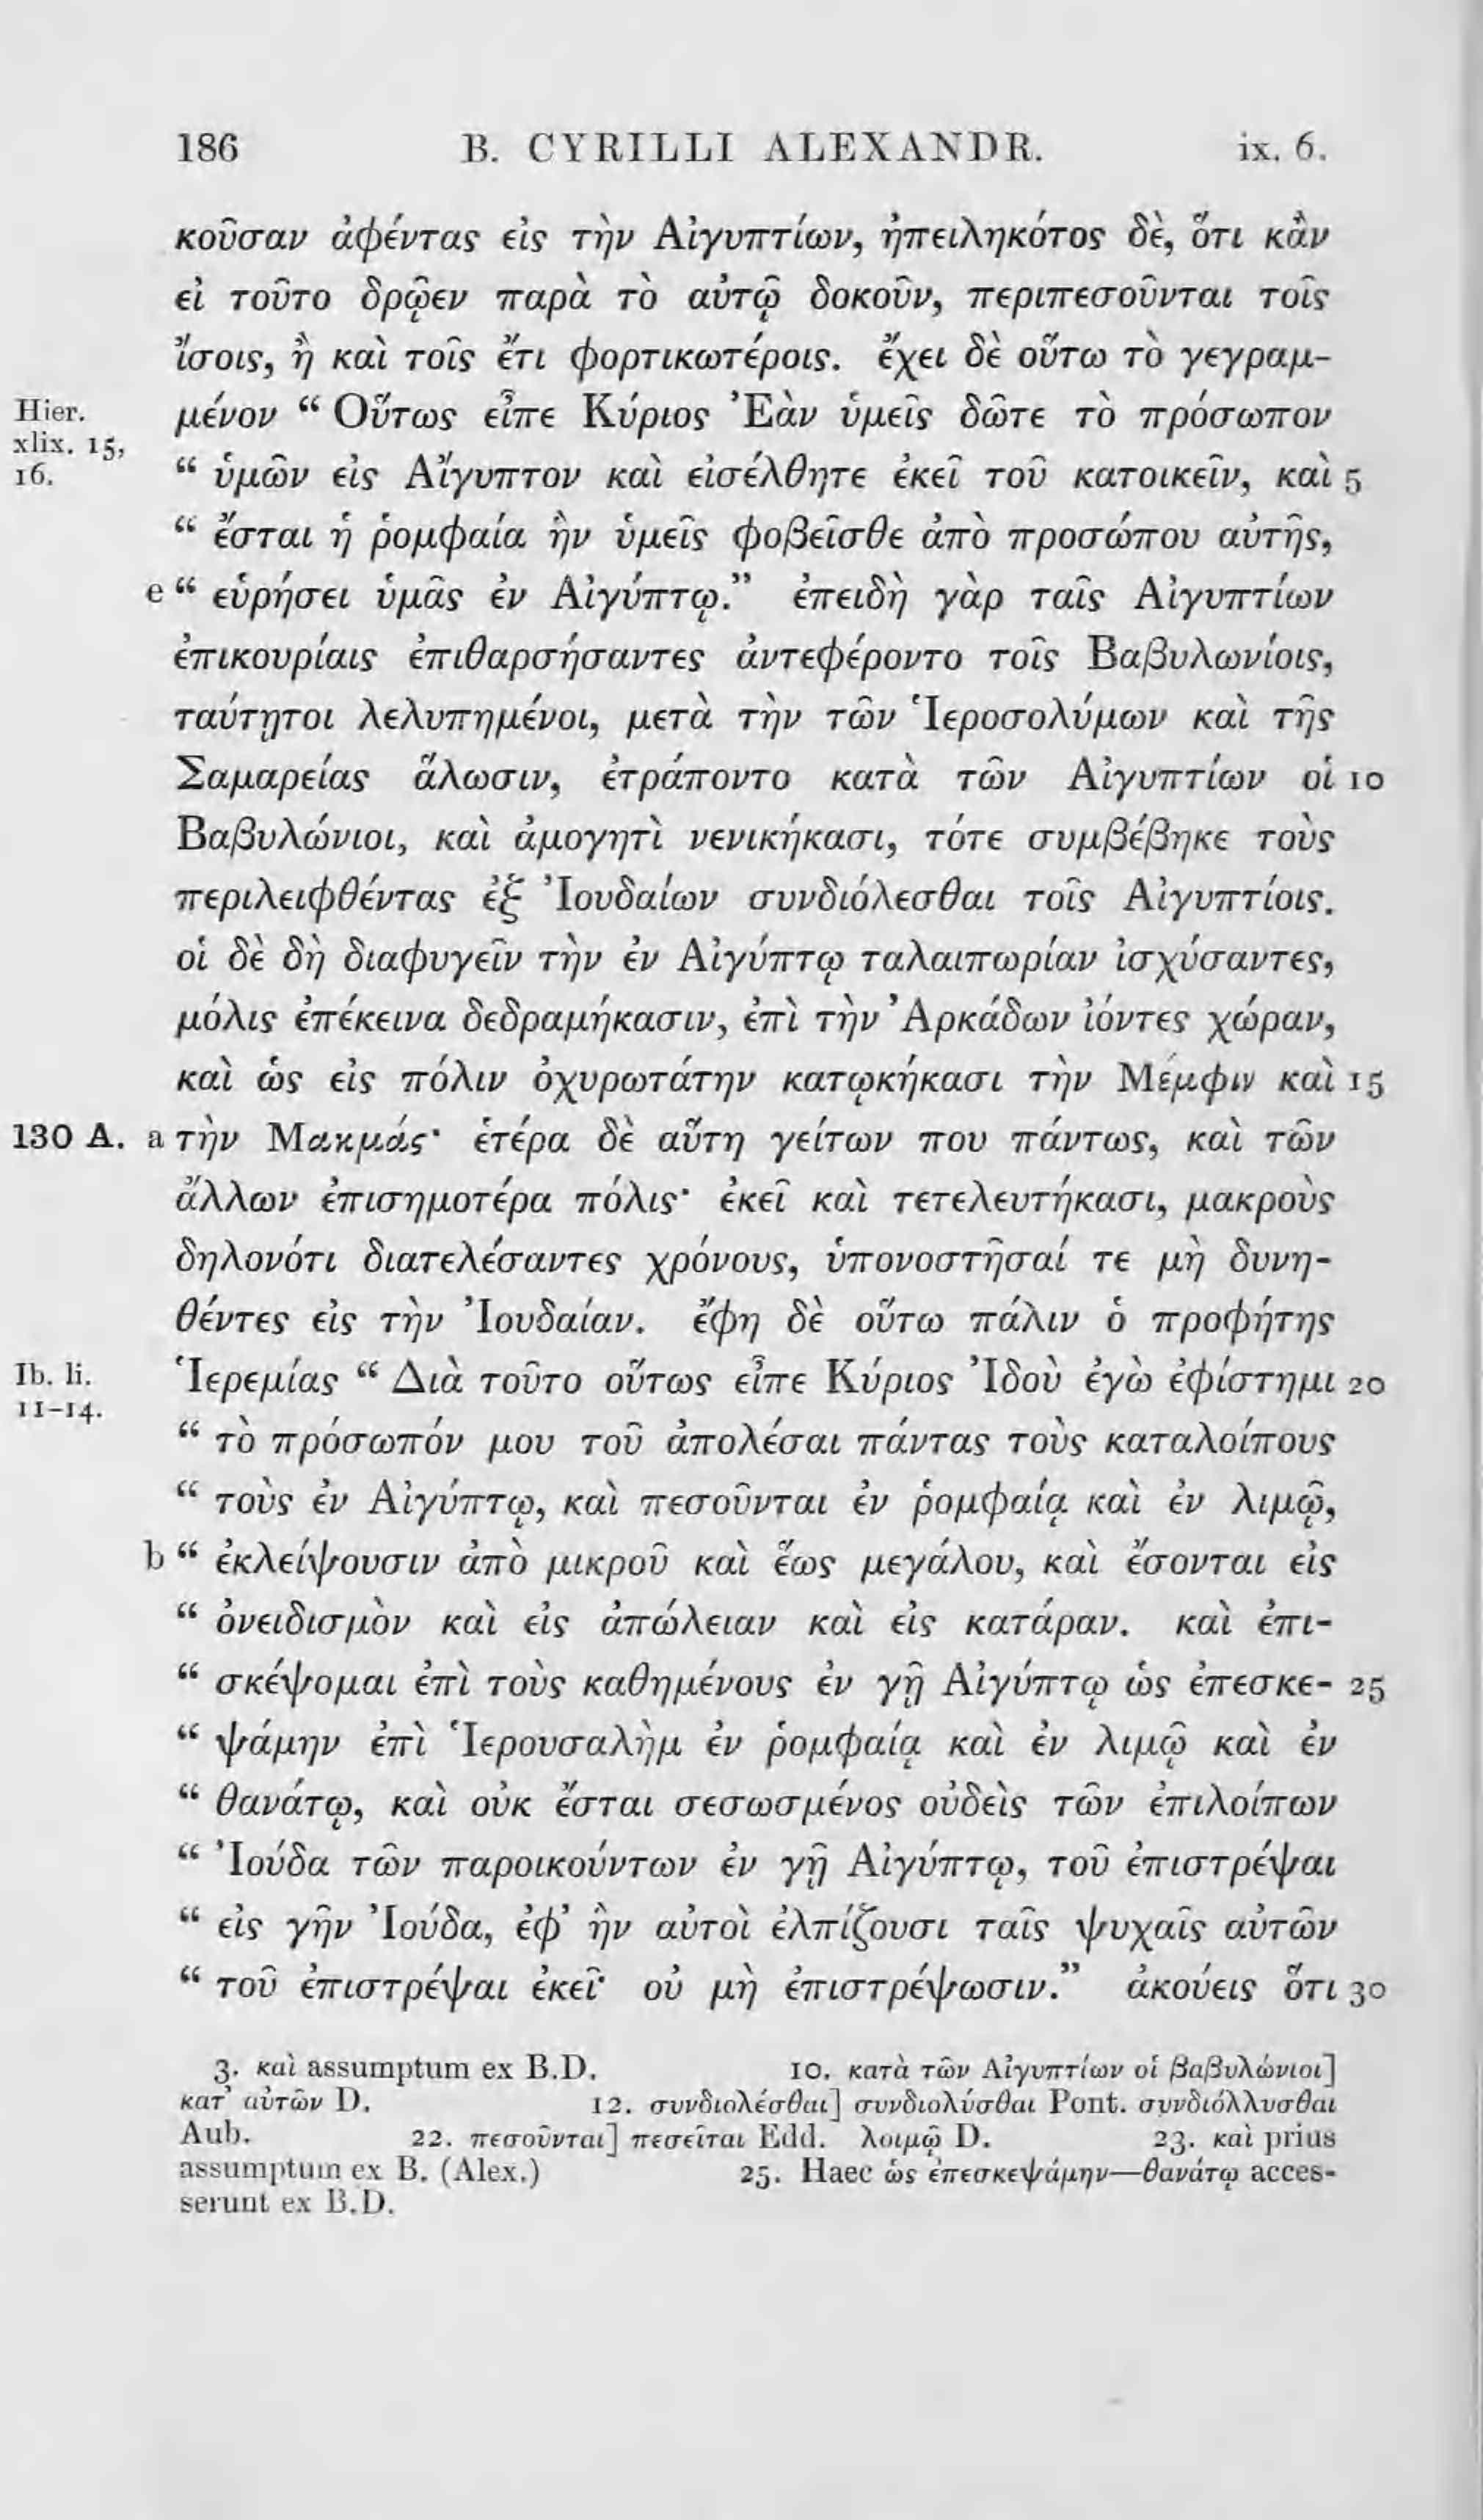 186 B. CYRILLI ALEXANDR. ix. 6.
κοῦσαν ἀφέντας εἰς τὴν Αἰγυπτίων, ἠπειληκότος δὲ, ὅτι κἂν
εἰ τοῦτο δρῷεν παρὰ τὸ αὐτῷ δοκοῦν, περιπεσοῦνται τοῖς
ἴσοις, ἢ καὶ τοῖς ἔτι φορτικωτέροις. ἔχει δὲ οὕτω τὸ γεγραμ-
Hier. μένον “ Οὕτως εἶπε Κύριος Ἐὰν ὑμεῖς δῶτε τὸ πρόσωπον
xlix. 15,
16. “ ὑμῶν εἰς Αἴγυπτον καὶ εἰσέλθητε ἐκεῖ τοῦ κατοικεῖν, καὶ 5
“ ἔσται ἡ ῥομφαία ἣν ὑμεῖς φοβεῖσθε ἀπὸ προσώπου αὐτῆς,
e “ εὑρήσει ὑμᾶς ἐν Αἰγύπτῳ.” ἐπειδὴ γὰρ ταῖς Αἰγυπτίων
ἐπικουρίαις ἐπιθαρσήσαντες ἀντεφέροντο τοῖς Βαβυλωνίοις,
ταύτῃτοι λελυπημένοι, μετὰ τὴν τῶν Ἱεροσολύμων καὶ τῆς
Σαμαρείας ἅλωσιν, ἐτράποντο κατὰ τῶν Αἰγυπτίων οἱ 10
Βαβυλώνιοι, καὶ ἀμογητὶ νενικήκασι, τότε συμβέβηκε τοὺς
περιλειφθέντας ἐξ Ἰουδαίων συνδιόλεσθαι τοῖς Αἰγυπτίοις.
οἱ δὲ δὴ διαφυγεῖν τὴν ἐν Αἰγύπτῳ ταλαιπωρίαν ἰσχύσαντες,
μόλις ἐπέκεινα δεδραμήκασιν, ἐπὶ τὴν Ἀρκάδων ἰόντες χώραν,
καὶ ὡς εἰς πόλιν ὀχυρωτάτην κατῳκήκασι τὴν Μέμφιν καὶ 15
130 A. a τὴν Μακμάς· ἑτέρα δὲ αὕτη γείτων που πάντως, καὶ τῶν
ἄλλων ἐπισημοτέρα πόλις· ἐκεῖ καὶ τετελευτήκασι, μακροὺς
δηλονότι διατελέσαντες χρόνους, ὑπονοστῆσαί τε μὴ δυνη-
θέντες εἰς τὴν Ἰουδαίαν. ἔφη δὲ οὕτω πάλιν ὁ προφήτης
Ib. li. Ἱερεμίας “ Διὰ τοῦτο οὕτως εἶπε Κύριος Ἰδοὺ ἐγὼ ἐφίστημι 20
11-14.
“ τὸ πρόσωπόν μου τοῦ ἀπολέσαι πάντας τοὺς καταλοίπους
“ τοὺς ἐν Αἰγύπτῳ, καὶ πεσοῦνται ἐν ῥομφαίᾳ καὶ ἐν λιμῷ,
b “ ἐκλείψουσιν ἀπὸ μικροῦ καὶ ἕως μεγάλου, καὶ ἔσονται εἰς
“ ὀνειδισμὸν καὶ εἰς ἀπώλειαν καὶ εἰς κατάραν. καὶ ἐπι-
“ σκέψομαι ἐπὶ τοὺς καθημένους ἐν γῇ Αἰγύπτῳ ὡς ἐπεσκε- 25
“ ψάμην ἐπὶ Ἱερουσαλὴμ ἐν ῥομφαίᾳ καὶ ἐν λιμῷ καὶ ἐν
“ θανάτῳ, καὶ οὐκ ἔσται σεσωσμένος οὐδεὶς τῶν ἐπιλοίπων
“ Ἰούδα τῶν παροικούντων ἐν γῇ Αἰγύπτῳ, τοῦ ἐπιστρέψαι
“ εἰς γῆν Ἰούδα, ἐφ’ ἣν αὐτοὶ ἐλπίζουσι ταῖς ψυχαῖς αὐτῶν
“ τοῦ ἐπιστρέψαι ἐκεῖ· οὐ μὴ ἐπιστρέψωσιν.” ἀκούεις ὅτι 30
3. καὶ assumptum ex B.D. 10. κατὰ τῶν Αἰγυπτίων οἱ βαβυλώνιοι]
κατ’ αὐτῶν D. 12. συνδιολέσθαι] συνδιολύσθαι Pont. συνδιόλλυσθαι
Aub. 22. πεσοῦνται] πεσεῖται Edd. λοιμῷ D. 23. καὶ prius
assumptum ex B. (Alex.) 25. Haec ὡς ἐπεσκεψάμην—θανάτῳ acces-
serunt ex B.D.